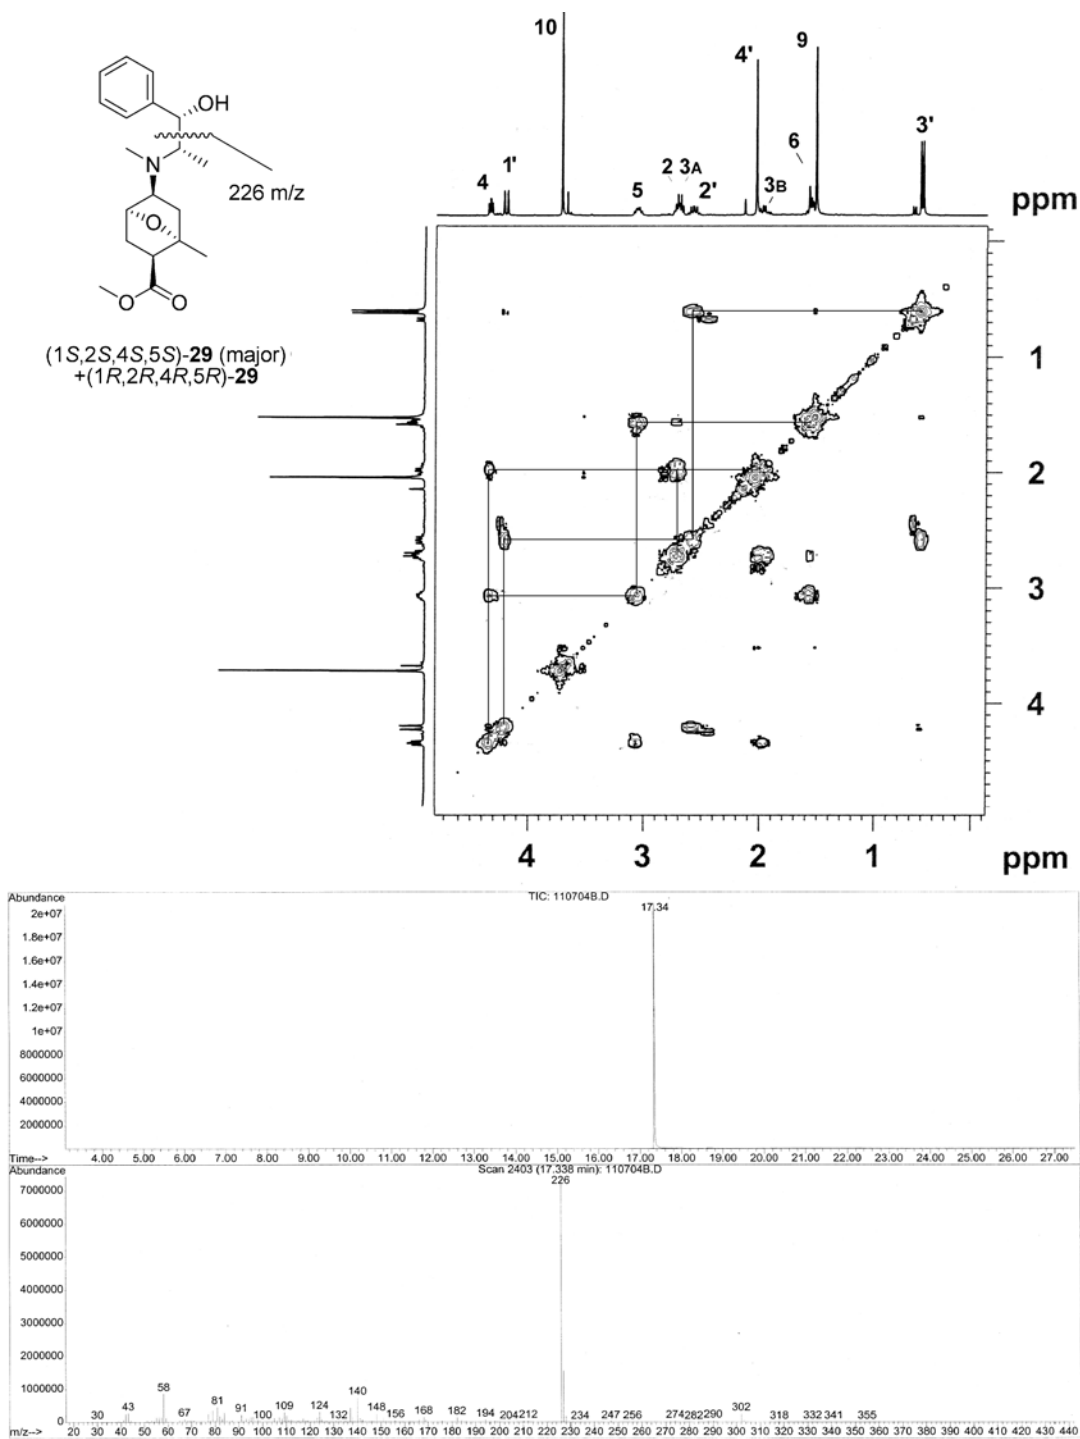 10
4'
9
3'
6
4
1'
5
2
3A
2'
3B
ppm
OH
N
226 m/z
O
O
O
(1S,2S,4S,5S)-29 (major)
+(1R,2R,4R,5R)-29
1
2
3
4
4 3 2 1 ppm
Abundance
TIC: 110704B.D
17.34
2e+07
1.8e+07
1.6e+07
1.4e+07
1.2e+07
1e+07
8000000
6000000
4000000
2000000
Time--> 4.00 5.00 6.00 7.00 8.00 9.00 10.00 11.00 12.00 13.00 14.00 15.00 16.00 17.00 18.00 19.00 20.00 21.00 22.00 23.00 24.00 25.00 26.00 27.00
Abundance
Scan 2403 (17.338 min): 110704B.D
226
7000000
6000000
5000000
4000000
3000000
2000000
1000000
0
30 43 58 67 81 91 100 109 124 132 140 148 156 168 182 194 204 212 234 247 256 274 282 290 302 318 332 341 355
m/z--> 20 30 40 50 60 70 80 90 100 110 120 130 140 150 160 170 180 190 200 210 220 230 240 250 260 270 280 290 300 310 320 330 340 350 360 370 380 390 400 410 420 430 440